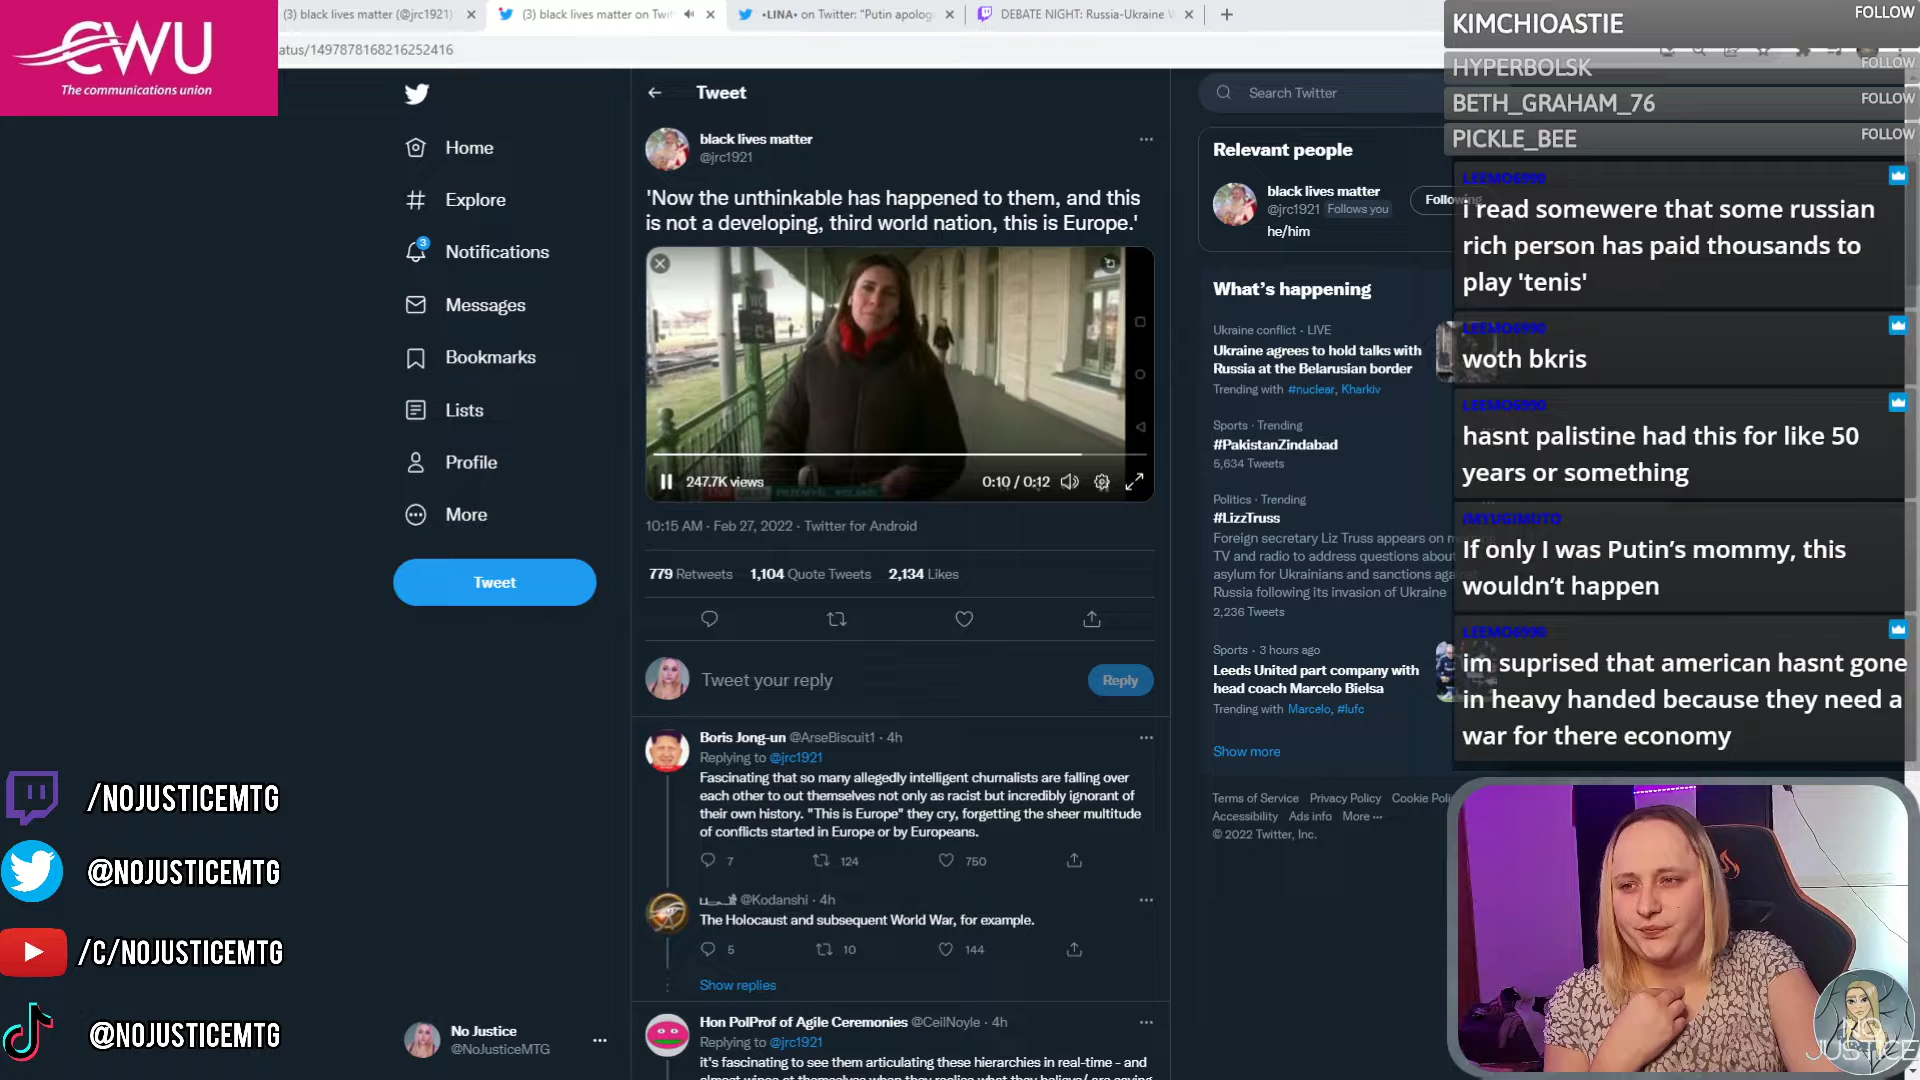 CWU
The communications union
(3) black lives matter (@jrc1921)
(3) black lives matter on Twit
•LINA• on Twitter: "Putin apolog
DEBATE NIGHT: Russia-Ukraine W
atus/1497878168216252416
Home
Explore
3
Notifications
Messages
Bookmarks
Lists
Profile
More
Tweet
No Justice
@NoJusticeMTG
/NOJUSTICEMTG
@NOJUSTICEMTG
/C/NOJUSTICEMTG
@NOJUSTICEMTG
Tweet
black lives matter
@jrc1921
'Now the unthinkable has happened to them, and this
is not a developing, third world nation, this is Europe.'
247.7K views
0:10 / 0:12
10:15 AM · Feb 27, 2022 · Twitter for Android
779 Retweets 1,104 Quote Tweets 2,134 Likes
Tweet your reply
Reply
Boris Jong-un @ArseBiscuit1 · 4h
Replying to @jrc1921
Fascinating that so many allegedly intelligent churnalists are falling over
each other to out themselves not only as racist but incredibly ignorant of
their own history. "This is Europe" they cry, forgetting the sheer multitude
of conflicts started in Europe or by Europeans.
7 124 750
@Kodanshi · 4h
The Holocaust and subsequent World War, for example.
5 10 144
Show replies
Hon PolProf of Agile Ceremonies @CeilNoyle · 4h
Replying to @jrc1921
it's fascinating to see them articulating these hierarchies in real-time - and
Search Twitter
Relevant people
black lives matter
@jrc1921 Follows you
Following
he/him
What's happening
Ukraine conflict · LIVE
Ukraine agrees to hold talks with
Russia at the Belarusian border
Trending with #nuclear, Kharkiv
Sports · Trending
#PakistanZindabad
5,634 Tweets
Politics · Trending
#LizzTruss
Foreign secretary Liz Truss appears on
TV and radio to address questions about
asylum for Ukrainians and sanctions aga
Russia following its invasion of Ukraine
2,236 Tweets
Sports · 3 hours ago
Leeds United part company with
head coach Marcelo Bielsa
Trending with Marcelo, #lufc
Show more
Terms of Service Privacy Policy Cookie Poli
Accessibility Ads info More ···
© 2022 Twitter, Inc.
KIMCHIOASTIE FOLLOW
HYPERBOLSK FOLLOW
BETH_GRAHAM_76 FOLLOW
PICKLE_BEE FOLLOW
LEEMO6990
i read somewere that some russian
rich person has paid thousands to
play 'tenis'
LEEMO6990
woth bkris
LEEMO6990
hasnt palistine had this for like 50
years or something
IMYUGIMUTO
If only I was Putin's mommy, this
wouldn't happen
LEEMO6990
im suprised that american hasnt gone
in heavy handed because they need a
war for there economy
NO
JUSTICE